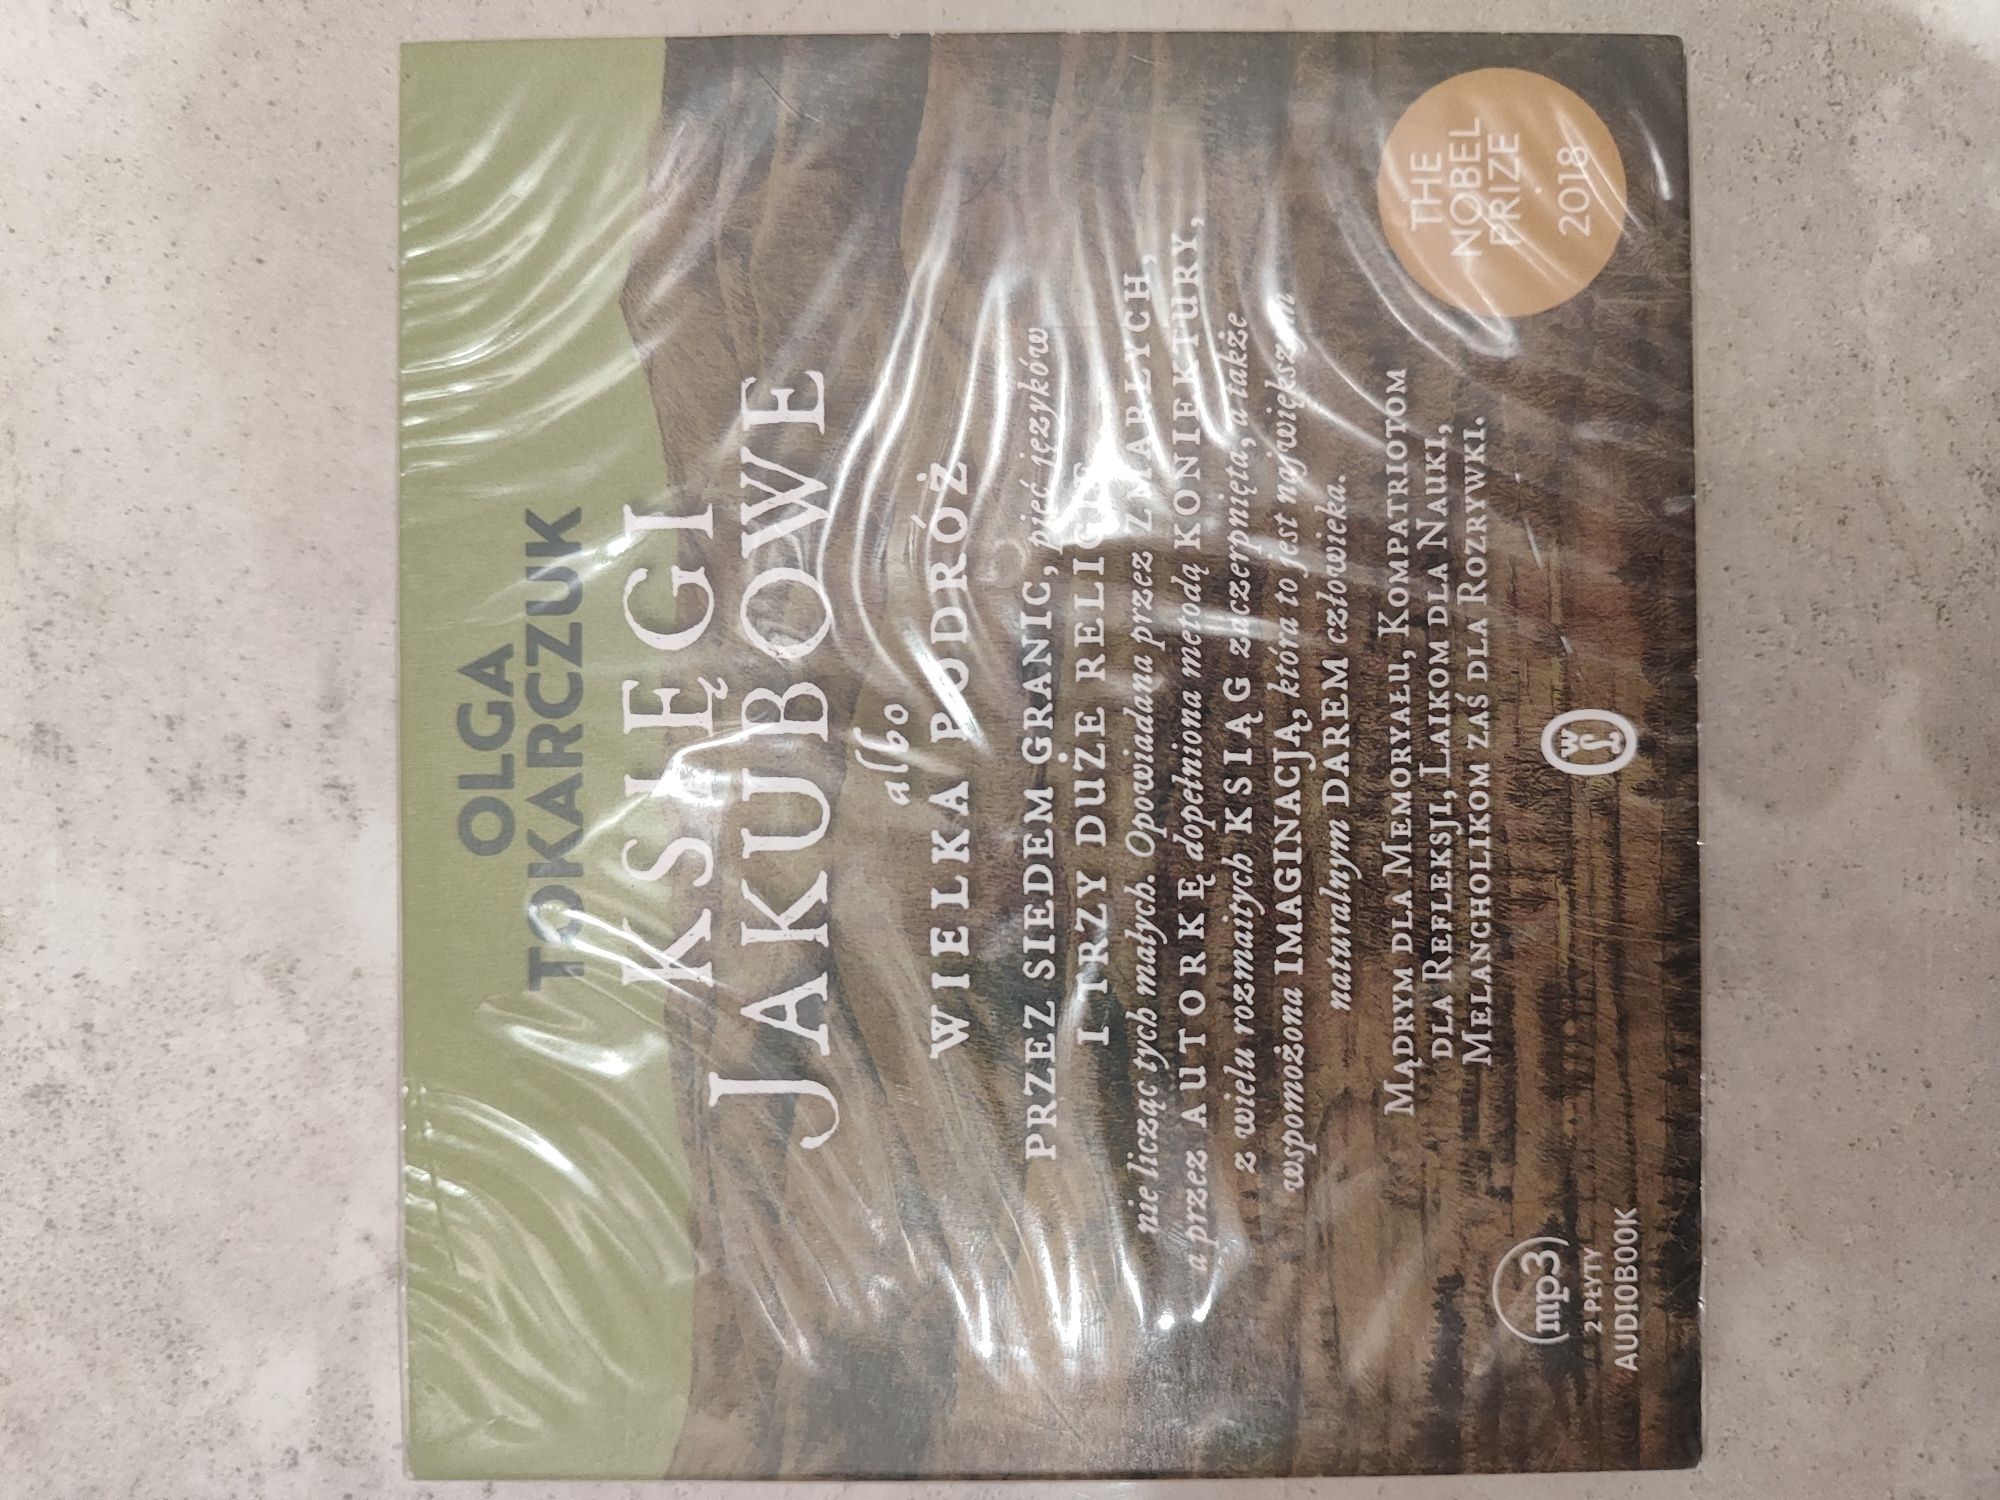 OLGA
TOKARCZUK
KSIĘGI
JAKUBOWE
albo
WIELKA PODRÓŻ
PRZEZ SIEDEM GRANIC, pięć języków
I TRZY DUŻE RELIGIE
nie licząc tych małych. Opowiadana przez ZMARŁYCH,
a przez AUTORKĘ dopełniona metodą KONIEKTURY,
z wielu rozmaitych KSIĄG zaczerpnięta, a także
wspomożona IMAGINACJĄ, która to jest największym
naturalnym DAREM człowieka.
MĄDRYM DLA MEMORYAŁU, KOMPATRIOTOM
DLA REFLEKSJI, LAIKOM DLA NAUKI,
MELANCHOLIKOM ZAŚ DLA ROZRYWKI.
mp3
2 PŁYTY
AUDIOBOOK
WL
THE
NOBEL
PRIZE
2018